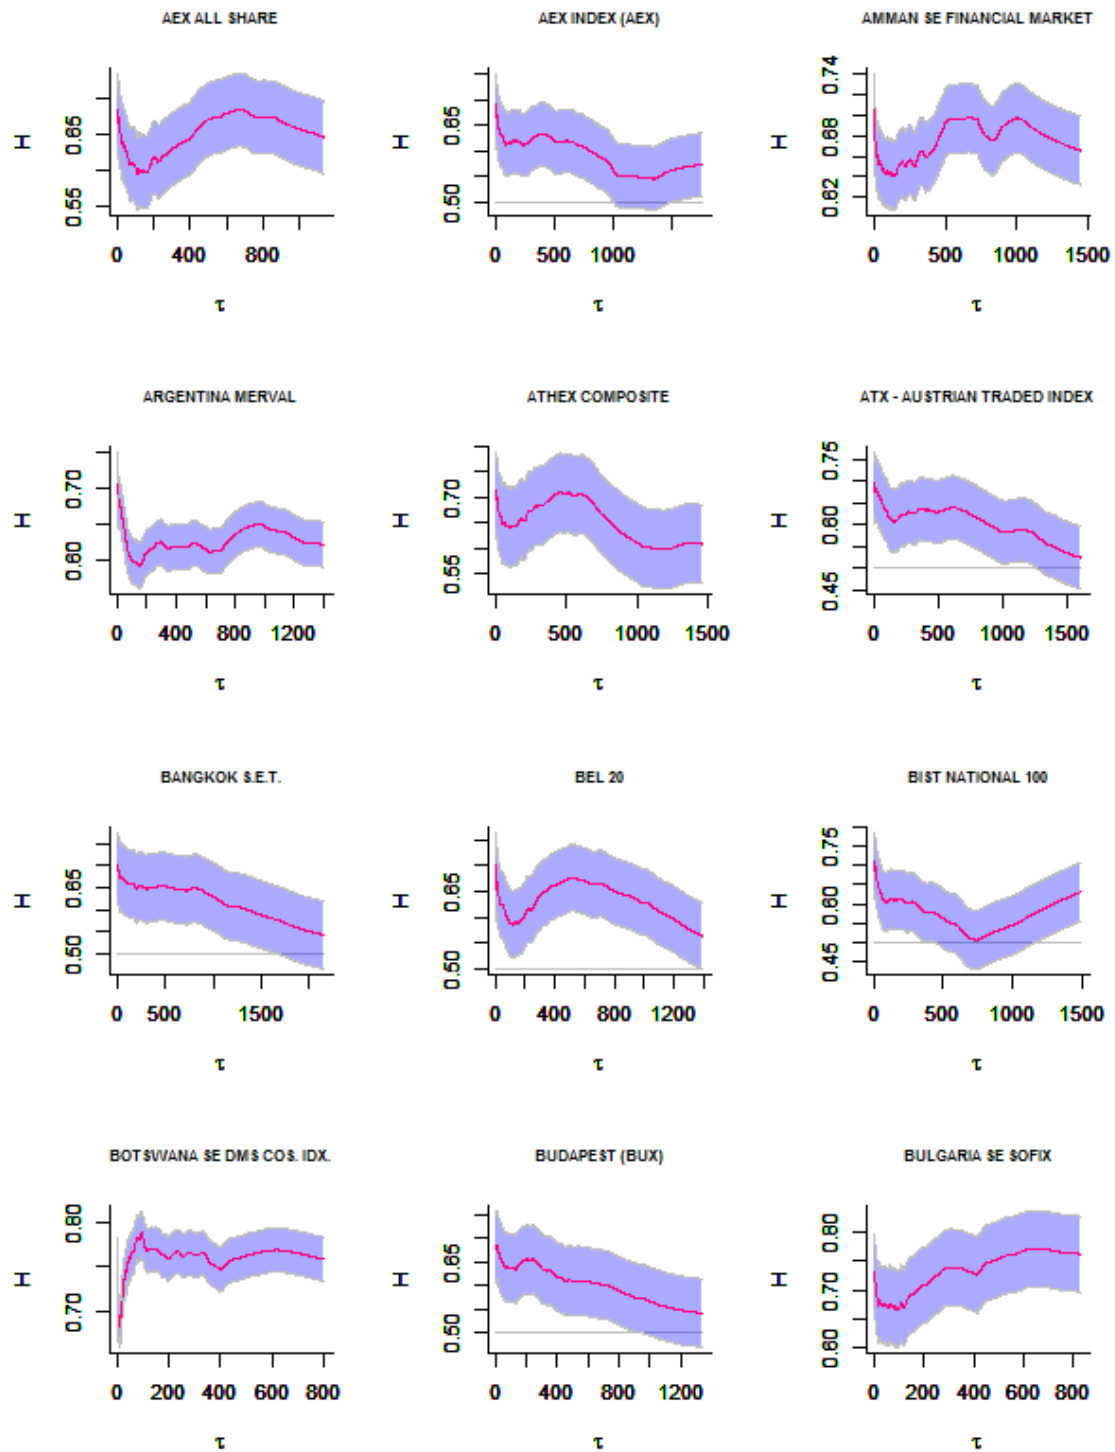 AEX ALL SHARE
H
0.65
0.55
0 400 800
τ
AEX INDEX (AEX)
H
0.65
0.50
0 500 1000
τ
AMMAN SE FINANCIAL MARKET
H
0.74
0.68
0.62
0 500 1000 1500
τ
ARGENTINA MERVAL
H
0.70
0.60
0 400 800 1200
τ
ATHEX COMPOSITE
H
0.70
0.55
0 500 1000 1500
τ
ATX - AUSTRIAN TRADED INDEX
H
0.75
0.60
0.45
0 500 1000 1500
τ
BANGKOK S.E.T.
H
0.65
0.50
0 500 1500
τ
BEL 20
H
0.65
0.50
0 400 800 1200
τ
BIST NATIONAL 100
H
0.75
0.60
0.45
0 500 1000 1500
τ
BOTSWANA SE DMS COS. IDX.
H
0.80
0.70
0 200 400 600 800
τ
BUDAPEST (BUX)
H
0.65
0.50
0 400 800 1200
τ
BULGARIA SE SOFIX
H
0.80
0.70
0.60
0 200 400 600 800
τ